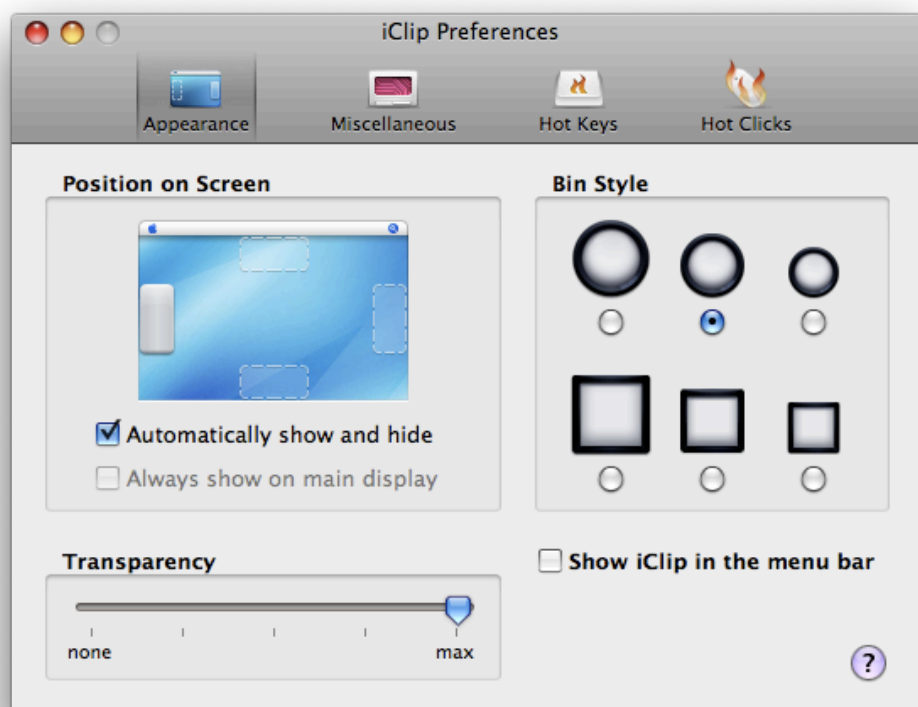 iClip Preferences
Appearance
Miscellaneous
Hot Keys
Hot Clicks
Position on Screen
Automatically show and hide
Always show on main display
Bin Style
Transparency
none
max
Show iClip in the menu bar
?